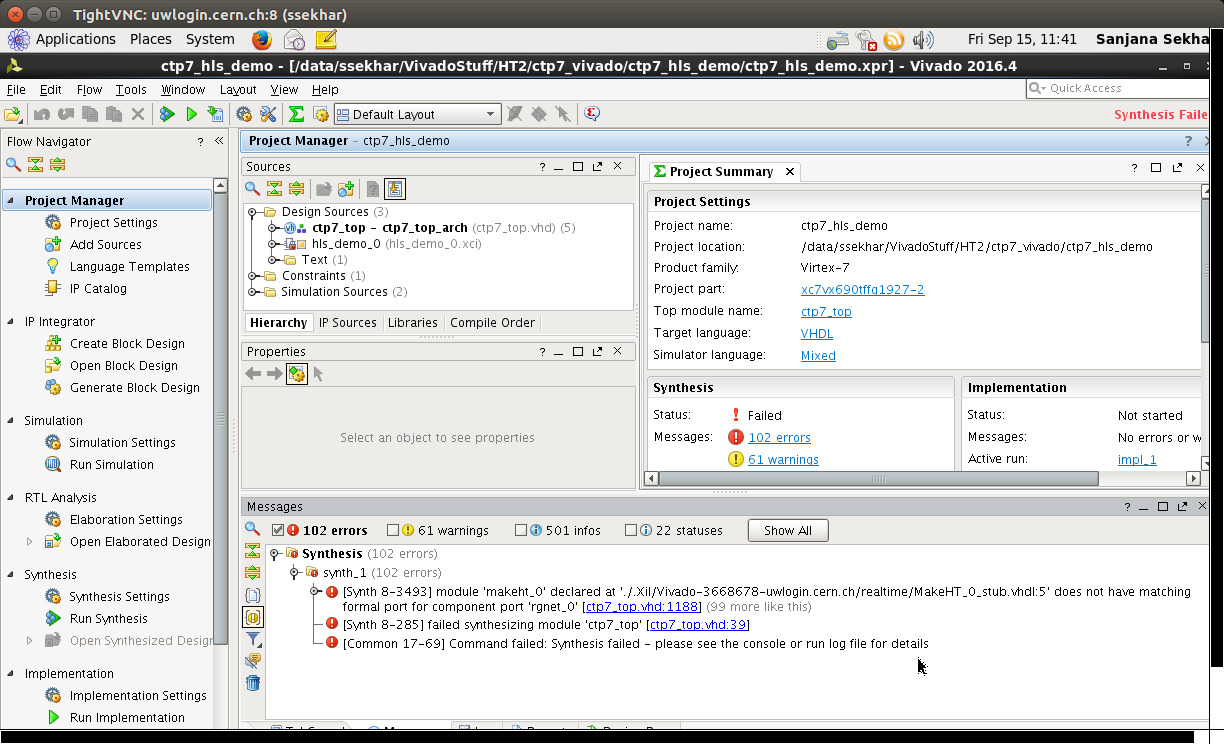 TightVNC: uwlogin.cern.ch:8 (ssekhar)
Applications Places System Fri Sep 15, 11:41 Sanjana Sekha
ctp7_hls_demo - [/data/ssekhar/VivadoStuff/HT2/ctp7_vivado/ctp7_hls_demo/ctp7_hls_demo.xpr] - Vivado 2016.4
File Edit Flow Tools Window Layout View Help Quick Access
Default Layout Synthesis Faile
Flow Navigator
Project Manager
Project Settings
Add Sources
Language Templates
IP Catalog
IP Integrator
Create Block Design
Open Block Design
Generate Block Design
Simulation
Simulation Settings
Run Simulation
RTL Analysis
Elaboration Settings
Open Elaborated Design
Synthesis
Synthesis Settings
Run Synthesis
Open Synthesized Design
Implementation
Implementation Settings
Run Implementation
Project Manager - ctp7_hls_demo
Sources
Design Sources (3)
ctp7_top - ctp7_top_arch (ctp7_top.vhd) (5)
hls_demo_0 (hls_demo_0.xci)
Text (1)
Constraints (1)
Simulation Sources (2)
Hierarchy IP Sources Libraries Compile Order
Properties
Select an object to see properties
Project Summary
Project Settings
Project name: ctp7_hls_demo
Project location: /data/ssekhar/VivadoStuff/HT2/ctp7_vivado/ctp7_hls_demo
Product family: Virtex-7
Project part: xc7vx690tffg1927-2
Top module name: ctp7_top
Target language: VHDL
Simulator language: Mixed
Synthesis
Status: Failed
Messages: 102 errors
61 warnings
Implementation
Status: Not started
Messages: No errors or w
Active run: impl_1
Messages
102 errors 61 warnings 501 infos 22 statuses Show All
Synthesis (102 errors)
synth_1 (102 errors)
[Synth 8-3493] module 'makeht_0' declared at './.Xil/Vivado-3668678-uwlogin.cern.ch/realtime/MakeHT_0_stub.vhdl:5' does not have matching
formal port for component port 'rgnet_0' [ctp7_top.vhd:1188] (99 more like this)
[Synth 8-285] failed synthesizing module 'ctp7_top' [ctp7_top.vhd:39]
[Common 17-69] Command failed: Synthesis failed - please see the console or run log file for details